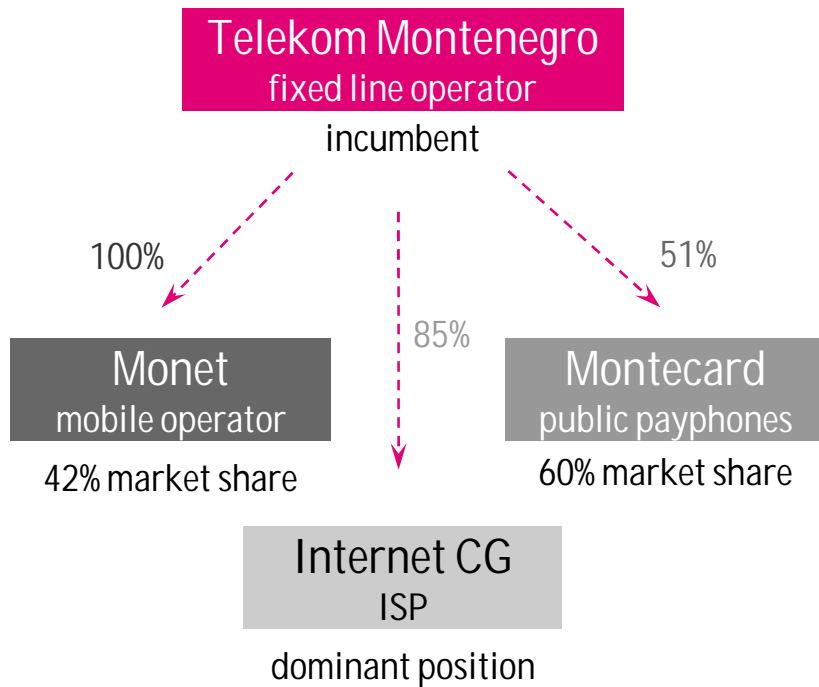 Telekom Montenegro
fixed line operator
incumbent
100%
51%
85%
Monet
mobile operator
42% market share
Montecard
public payphones
60% market share
Internet CG
ISP
dominant position